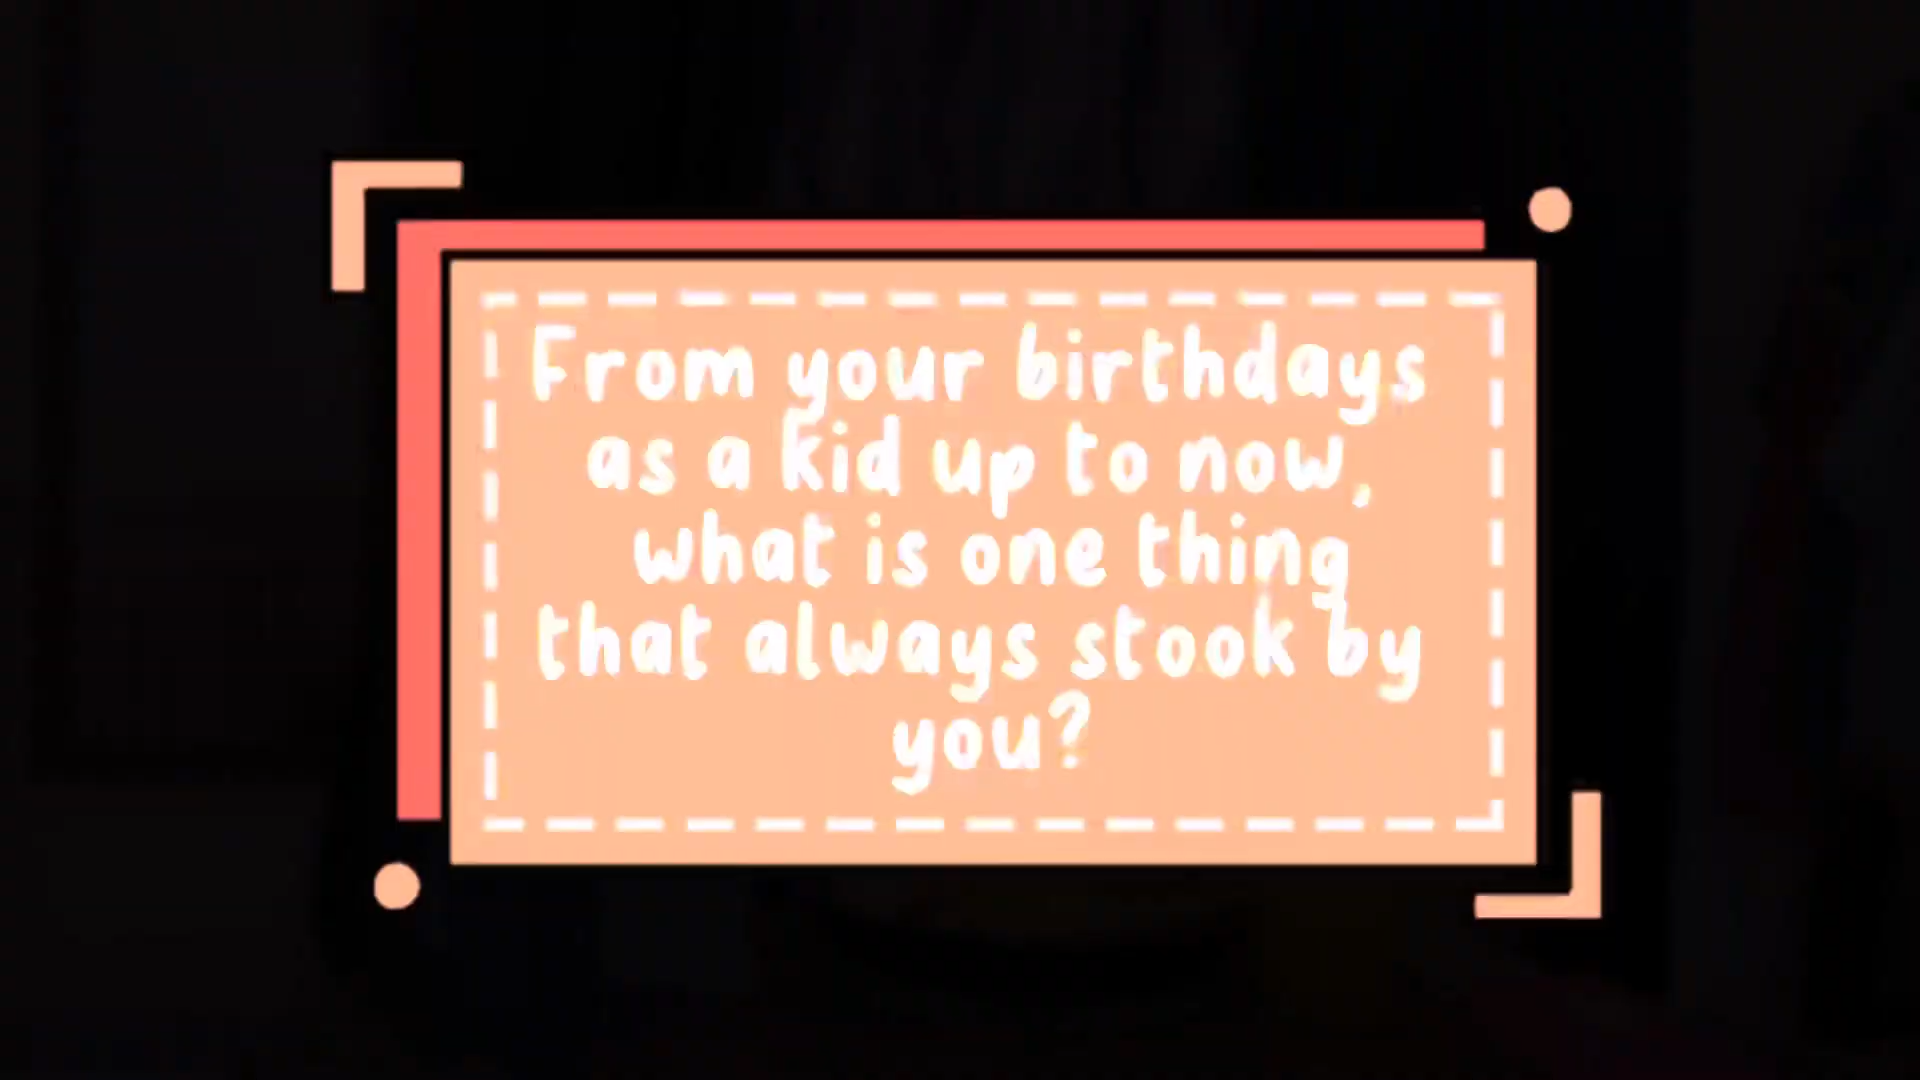 From your birthdays
as a kid up to now,
what is one thing
that always stook by
you?